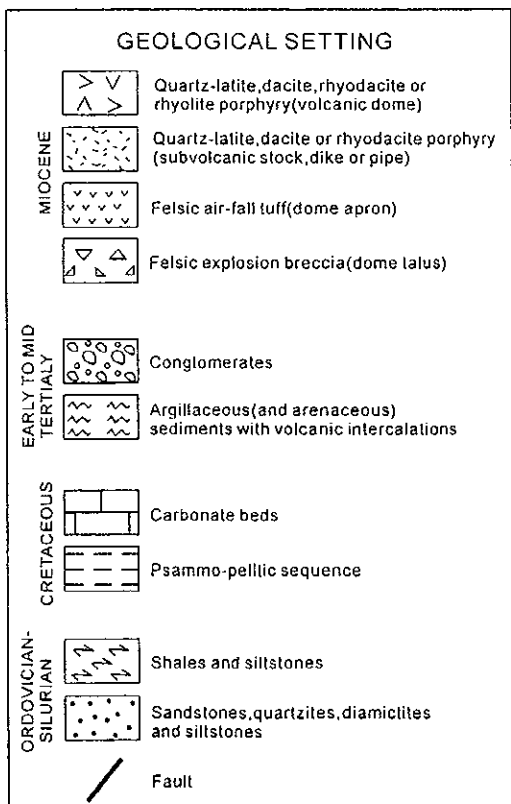 GEOLOGICAL SETTING
MIOCENE
Quartz-latite,dacite,rhyodacite or
rhyolite porphyry(volcanic dome)
Quartz-latite,dacite or rhyodacite porphyry
(subvolcanic stock,dike or pipe)
Felsic air-fall tuff(dome apron)
Felsic explosion breccia(dome talus)
EARLY TO MID
TERTIALY
Conglomerates
Argillaceous(and arenaceous)
sediments with volcanic intercalations
CRETACEOUS
Carbonate beds
Psammo-pelitic sequence
ORDOVICIAN-
SILURIAN
Shales and siltstones
Sandstones,quartzites,diamictites
and siltstones
Fault